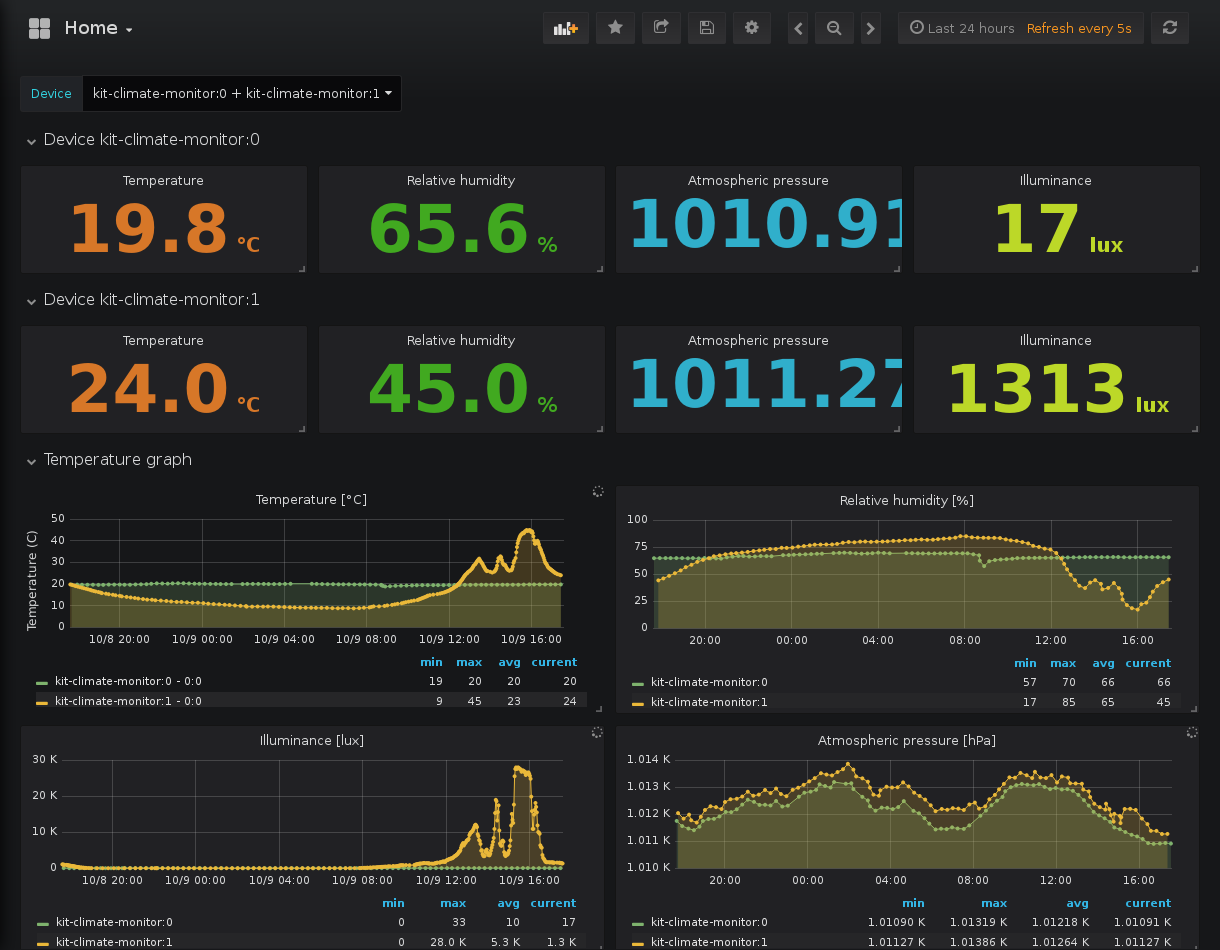 Home
Last 24 hours Refresh every 5s
Device kit-climate-monitor:0 + kit-climate-monitor:1
Device kit-climate-monitor:0
Temperature Relative humidity Atmospheric pressure Illuminance
19.8 °C 65.6 % 1010.91 17 lux
Device kit-climate-monitor:1
Temperature Relative humidity Atmospheric pressure Illuminance
24.0 °C 45.0 % 1011.27 1313 lux
Temperature graph
Temperature [°C]
Temperature (C)
50
40
30
20
10
0
10/8 20:00 10/9 00:00 10/9 04:00 10/9 08:00 10/9 12:00 10/9 16:00
min max avg current
kit-climate-monitor:0 - 0:0 19 20 20 20
kit-climate-monitor:1 - 0:0 9 45 23 24
Relative humidity [%]
100
75
50
25
0
20:00 00:00 04:00 08:00 12:00 16:00
min max avg current
kit-climate-monitor:0 57 70 66 66
kit-climate-monitor:1 17 85 65 45
Illuminance [lux]
30 K
20 K
10 K
0
10/8 20:00 10/9 00:00 10/9 04:00 10/9 08:00 10/9 12:00 10/9 16:00
min max avg current
kit-climate-monitor:0 0 33 10 17
kit-climate-monitor:1 0 28.0 K 5.3 K 1.3 K
Atmospheric pressure [hPa]
1.014 K
1.013 K
1.012 K
1.011 K
1.010 K
20:00 00:00 04:00 08:00 12:00 16:00
min max avg current
kit-climate-monitor:0 1.01090 K 1.01319 K 1.01218 K 1.01091 K
kit-climate-monitor:1 1.01127 K 1.01386 K 1.01264 K 1.01127 K